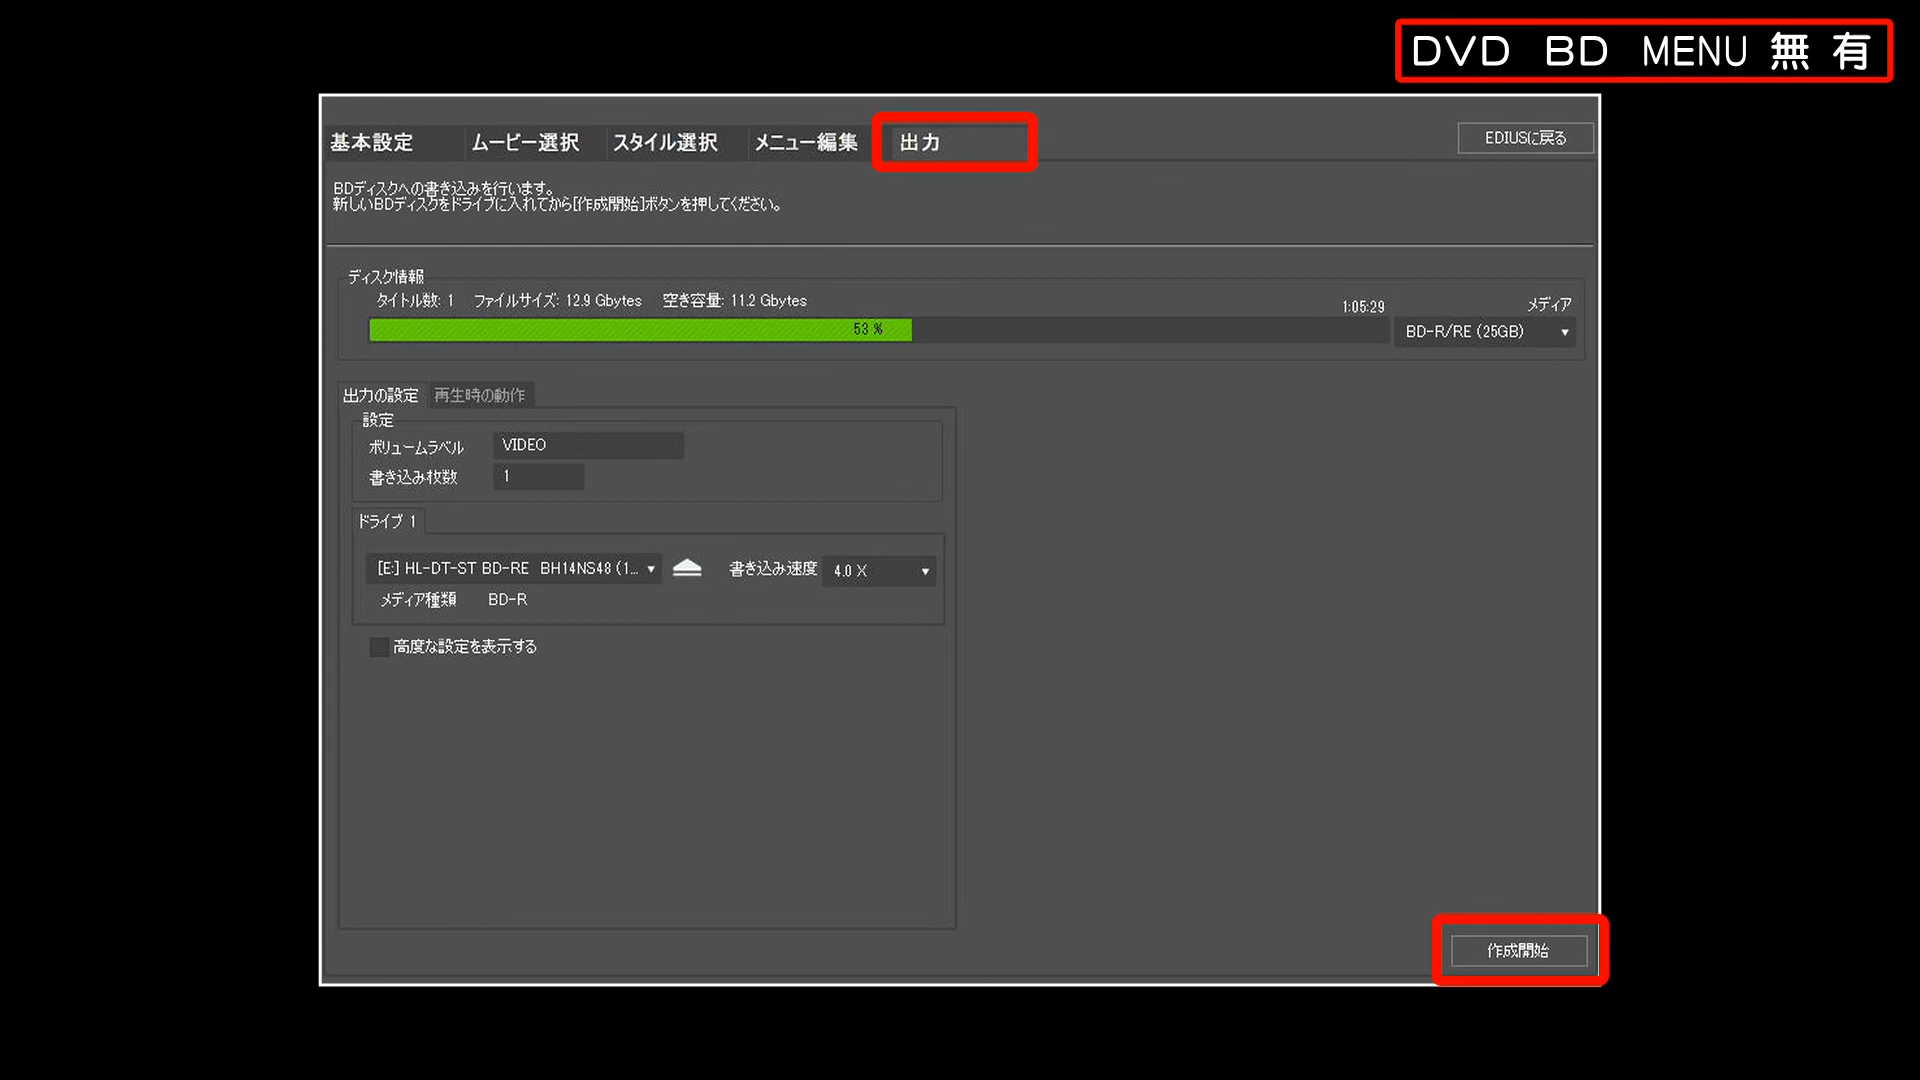 DVD BD MENU 無 有
基本設定 ムービー選択 スタイル選択 メニュー編集 出力 EDIUSに戻る
BDディスクへの書き込みを行います。
新しいBDディスクをドライブに入れてから[作成開始]ボタンを押してください。
ディスク情報
タイトル数: 1 ファイルサイズ: 12.9 Gbytes 空き容量: 11.2 Gbytes 1:05:29 メディア
53 % BD-R/RE (25GB)
出力の設定 再生時の動作
設定
ボリュームラベル VIDEO
書き込み枚数 1
ドライブ 1
[E:] HL-DT-ST BD-RE BH14NS48 (1... 書き込み速度 4.0 X
メディア種類 BD-R
高度な設定を表示する
作成開始